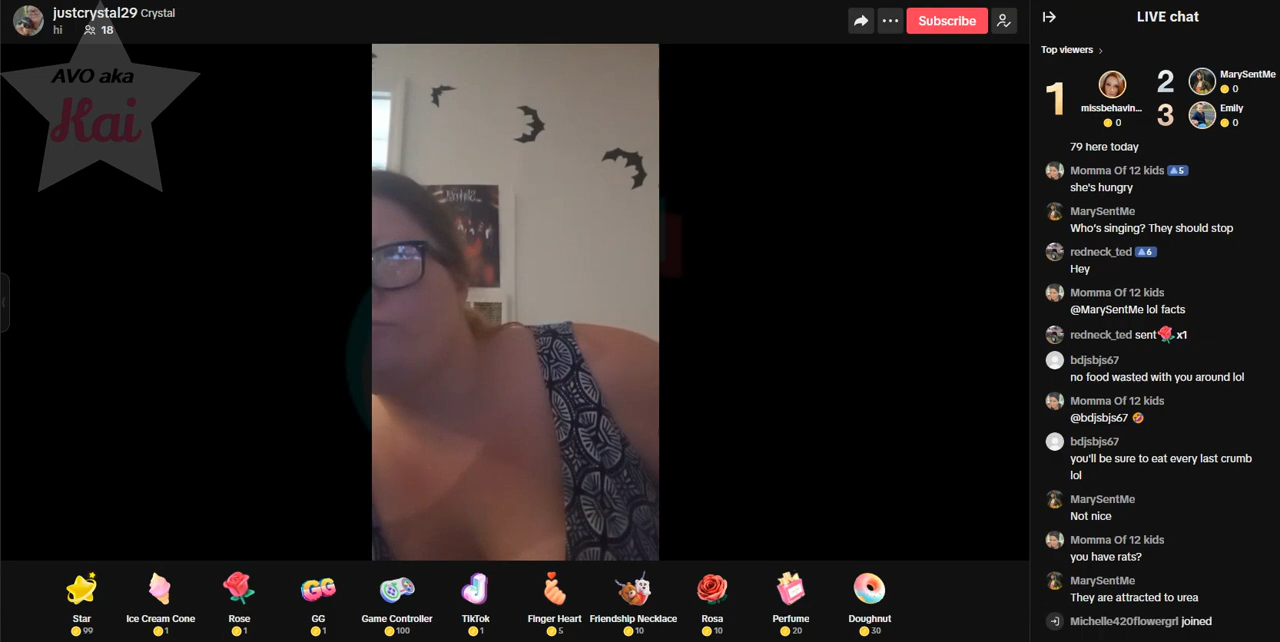 justcrystal29 Crystal
hi 18
Subscribe
AVO aka
Kai
LIVE chat
Top viewers
1
missbehavin...
0
2
MarySentMe
0
3
Emily
0
79 here today
Momma Of 12 kids 5
she's hungry
MarySentMe
Who's singing? They should stop
redneck_ted 6
Hey
Momma Of 12 kids
@MarySentMe lol facts
redneck_ted sent x1
bdjsbjs67
no food wasted with you around lol
Momma Of 12 kids
@bdjsbjs67 🤣
bdjsbjs67
you'll be sure to eat every last crumb
lol
MarySentMe
Not nice
Momma Of 12 kids
you have rats?
MarySentMe
They are attracted to urea
Michelle420flowergrl joined
Star
99
Ice Cream Cone
1
Rose
1
GG
GG
1
Game Controller
100
TikTok
1
Finger Heart
5
Friendship Necklace
10
Rosa
10
Perfume
20
Doughnut
30